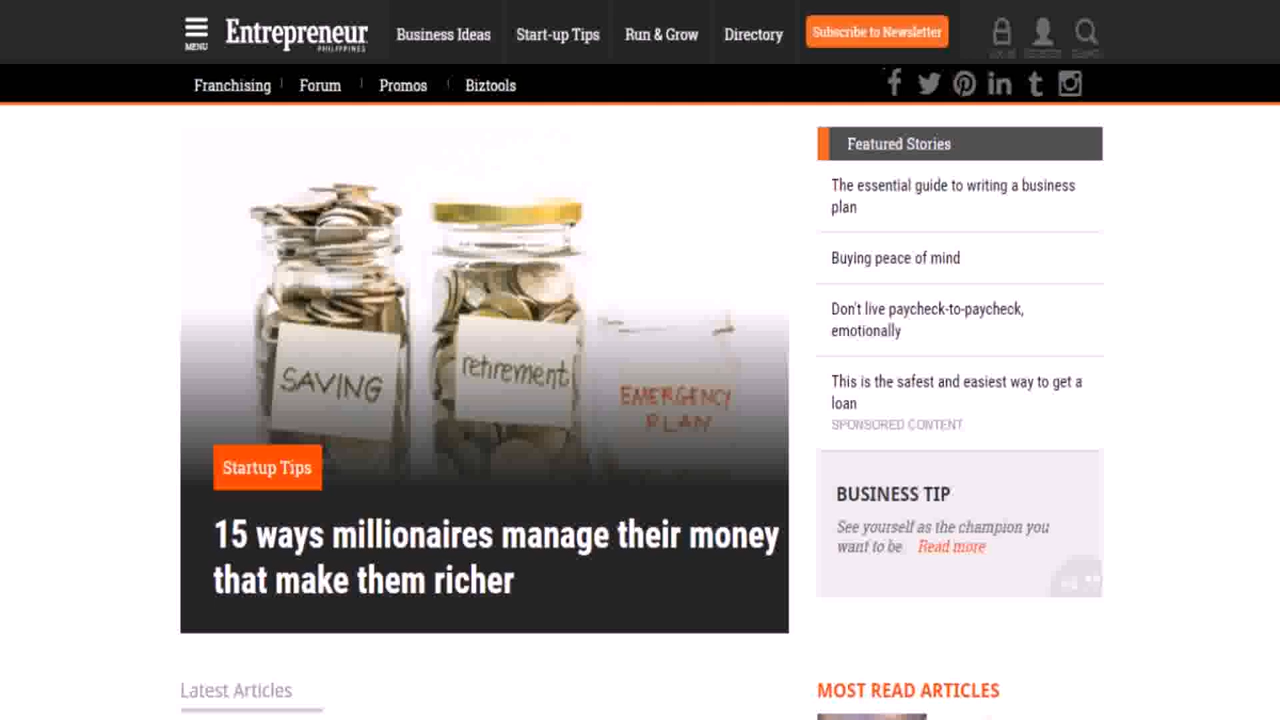 MENU
Entrepreneur
PHILIPPINES
Business Ideas
Start-up Tips
Run & Grow
Directory
Subscribe to Newsletter
Franchising
Forum
Promos
Biztools
SAVING
retirement
EMERGENCY
PLAN
Startup Tips
15 ways millionaires manage their money
that make them richer
Featured Stories
The essential guide to writing a business
plan
Buying peace of mind
Don't live paycheck-to-paycheck,
emotionally
This is the safest and easiest way to get a
loan
SPONSORED CONTENT
BUSINESS TIP
See yourself as the champion you
want to be Read more
Latest Articles
MOST READ ARTICLES